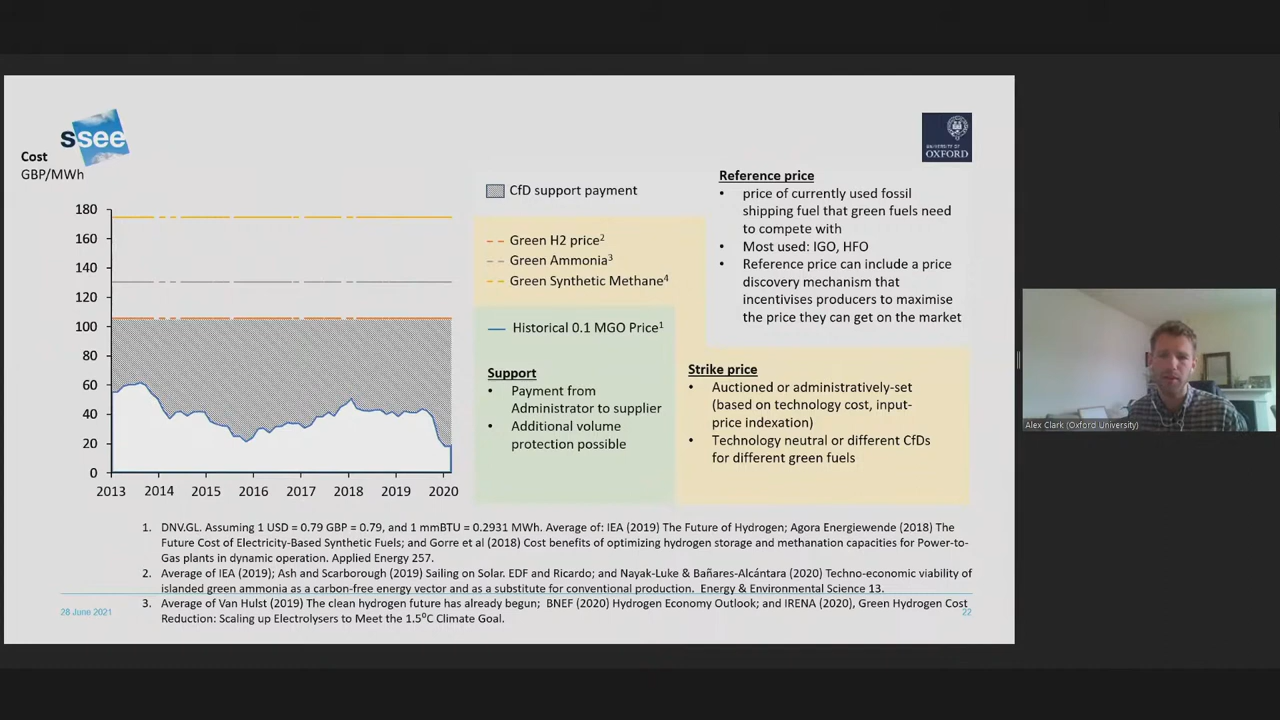 ssee
UNIVERSITY OF
OXFORD
Cost
GBP/MWh
180
160
140
120
100
80
60
40
20
0
2013 2014 2015 2016 2017 2018 2019 2020
CfD support payment
Green H2 price²
Green Ammonia³
Green Synthetic Methane⁴
Historical 0.1 MGO Price¹
Support
• Payment from
Administrator to supplier
• Additional volume
protection possible
Reference price
• price of currently used fossil
shipping fuel that green fuels need
to compete with
• Most used: IGO, HFO
• Reference price can include a price
discovery mechanism that
incentivises producers to maximise
the price they can get on the market
Strike price
• Auctioned or administratively-set
(based on technology cost, input-
price indexation)
• Technology neutral or different CfDs
for different green fuels
1. DNV.GL. Assuming 1 USD = 0.79 GBP = 0.79, and 1 mmBTU = 0.2931 MWh. Average of: IEA (2019) The Future of Hydrogen; Agora Energiewende (2018) The
Future Cost of Electricity-Based Synthetic Fuels; and Gorre et al (2018) Cost benefits of optimizing hydrogen storage and methanation capacities for Power-to-
Gas plants in dynamic operation. Applied Energy 257.
2. Average of IEA (2019); Ash and Scarborough (2019) Sailing on Solar. EDF and Ricardo; and Nayak-Luke & Bañares-Alcántara (2020) Techno-economic viability of
islanded green ammonia as a carbon-free energy vector and as a substitute for conventional production. Energy & Environmental Science 13.
3. Average of Van Hulst (2019) The clean hydrogen future has already begun; BNEF (2020) Hydrogen Economy Outlook; and IRENA (2020), Green Hydrogen Cost
Reduction: Scaling up Electrolysers to Meet the 1.5⁰C Climate Goal.
28 June 2021
22
Alex Clark (Oxford University)